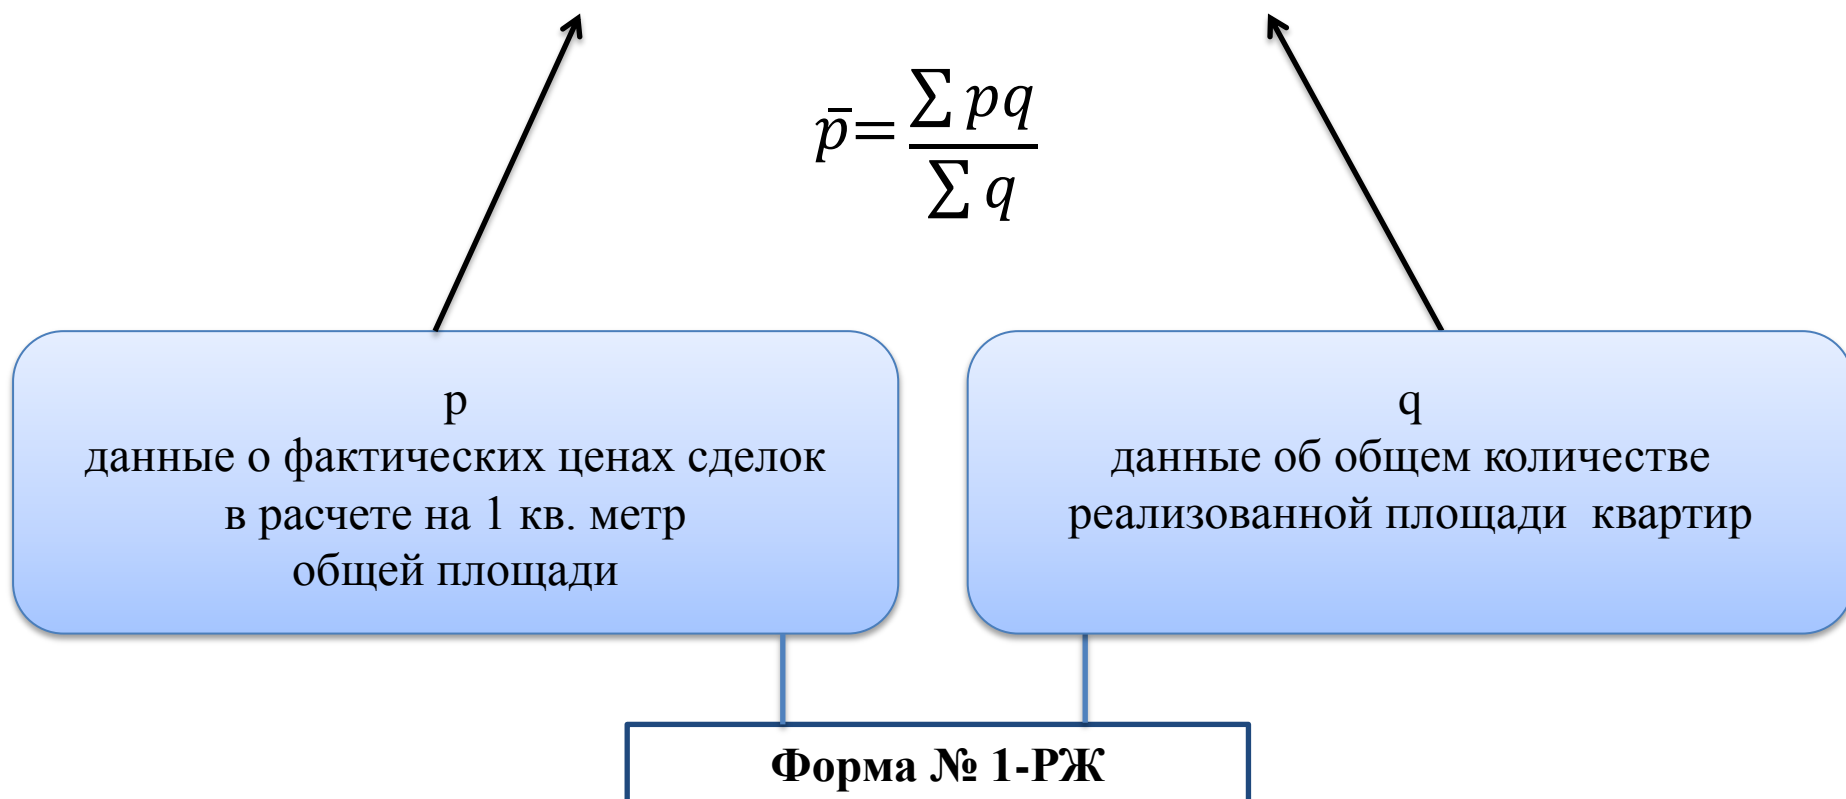 p̄ = ∑ pq / ∑ q
p
данные о фактических ценах сделок
в расчете на 1 кв. метр
общей площади
q
данные об общем количестве
реализованной площади квартир
Форма № 1-РЖ